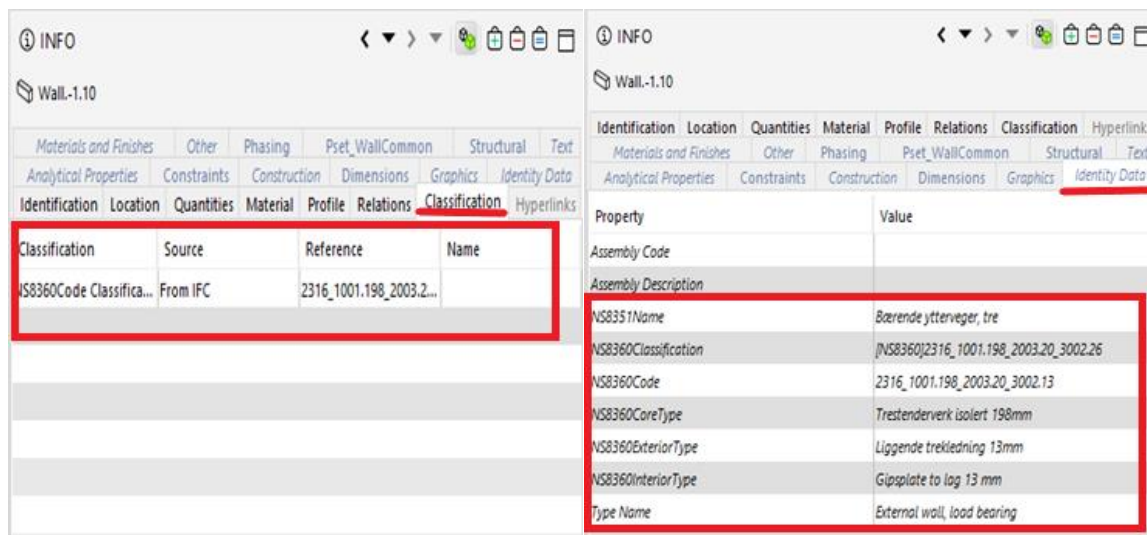 INFO
Wall.-1.10
Materials and Finishes Other Phasing Pset_WallCommon Structural Text
Analytical Properties Constraints Construction Dimensions Graphics Identity Data
Identification Location Quantities Material Profile Relations Classification Hyperlinks
Classification Source Reference Name
NS8360Code Classifica... From IFC 2316_1001.198_2003.2...
INFO
Wall.-1.10
Identification Location Quantities Material Profile Relations Classification Hyperlink
Materials and Finishes Other Phasing Pset_WallCommon Structural Text
Analytical Properties Constraints Construction Dimensions Graphics Identity Data
Property Value
Assembly Code
Assembly Description
NS8351Name Bærende ytterveger, tre
NS8360Classification [NS8360]2316_1001.198_2003.20_3002.26
NS8360Code 2316_1001.198_2003.20_3002.13
NS8360CoreType Trestenderverk isolert 198mm
NS8360ExteriorType Liggende trekledning 13mm
NS8360InteriorType Gipsplate to lag 13 mm
Type Name External wall, load bearing